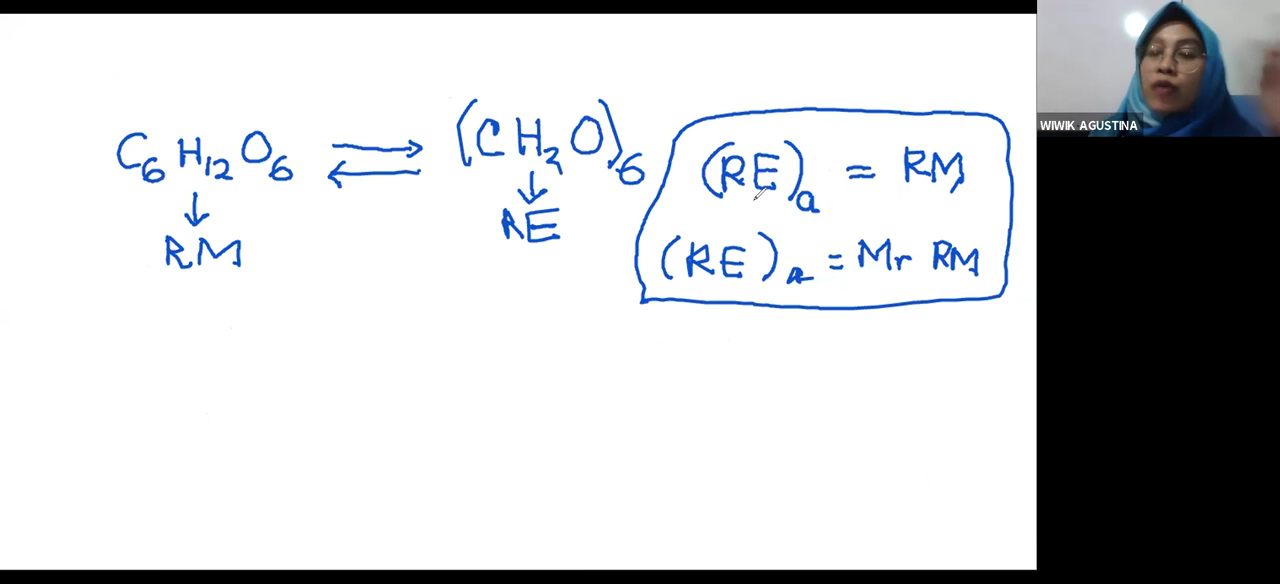 C₆H₁₂O₆ ⇌ (CH₂O)₆
↓ ↓
RM RE
(RE)ₐ = RM
(RE)ₐ = Mr RM
WIWIK AGUSTINA